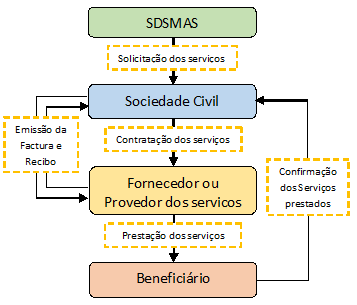 SDSMAS
Solicitação dos serviços
Sociedade Civil
Emissão da
Factura e
Recibo
Contratação dos serviços
Fornecedor ou
Provedor dos servicos
Confirmação
dos Serviços
prestados
Prestação dos serviços
Beneficiário